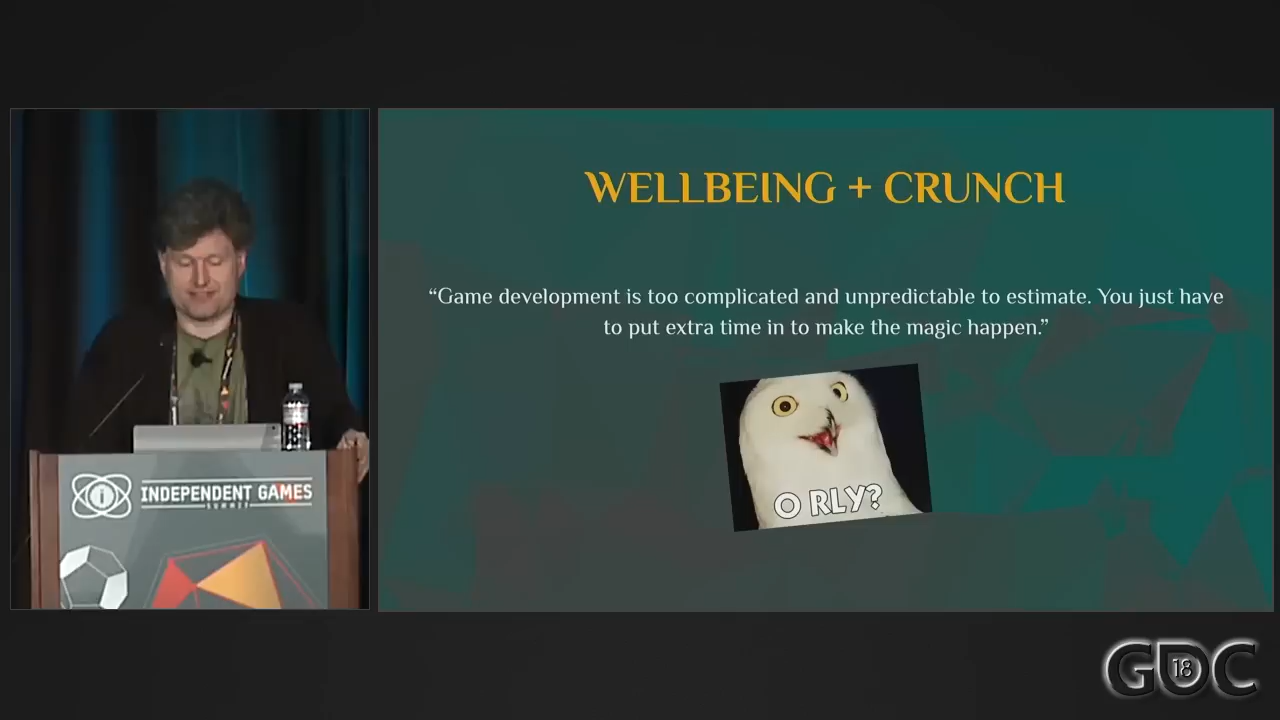 WELLBEING + CRUNCH
“Game development is too complicated and unpredictable to estimate. You just have
to put extra time in to make the magic happen.”
O RLY?
i
INDEPENDENT GAMES
SUMMIT
GDC
18